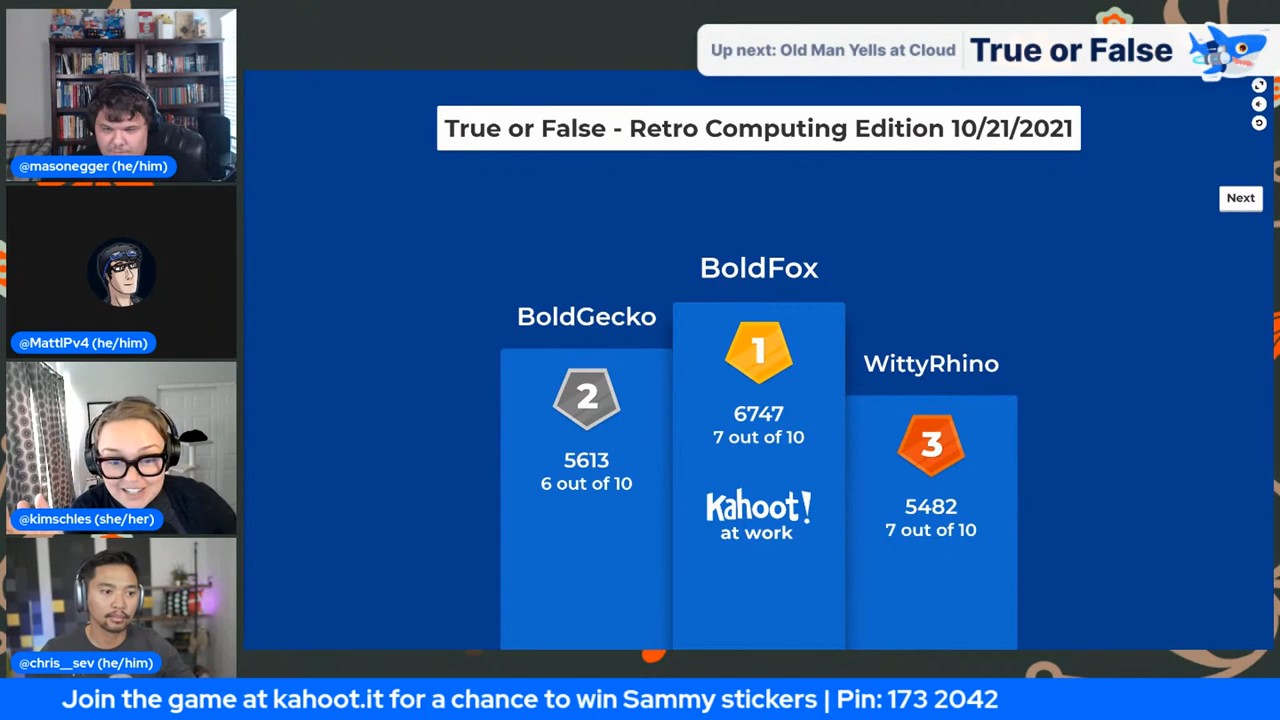 Up next: Old Man Yells at Cloud
True or False
True or False - Retro Computing Edition 10/21/2021
Next
@masonegger (he/him)
@MattIPv4 (he/him)
@kimschles (she/her)
@chris__sev (he/him)
BoldFox
1
6747
7 out of 10
Kahoot!
at work
BoldGecko
2
5613
6 out of 10
WittyRhino
3
5482
7 out of 10
Join the game at kahoot.it for a chance to win Sammy stickers | Pin: 173 2042